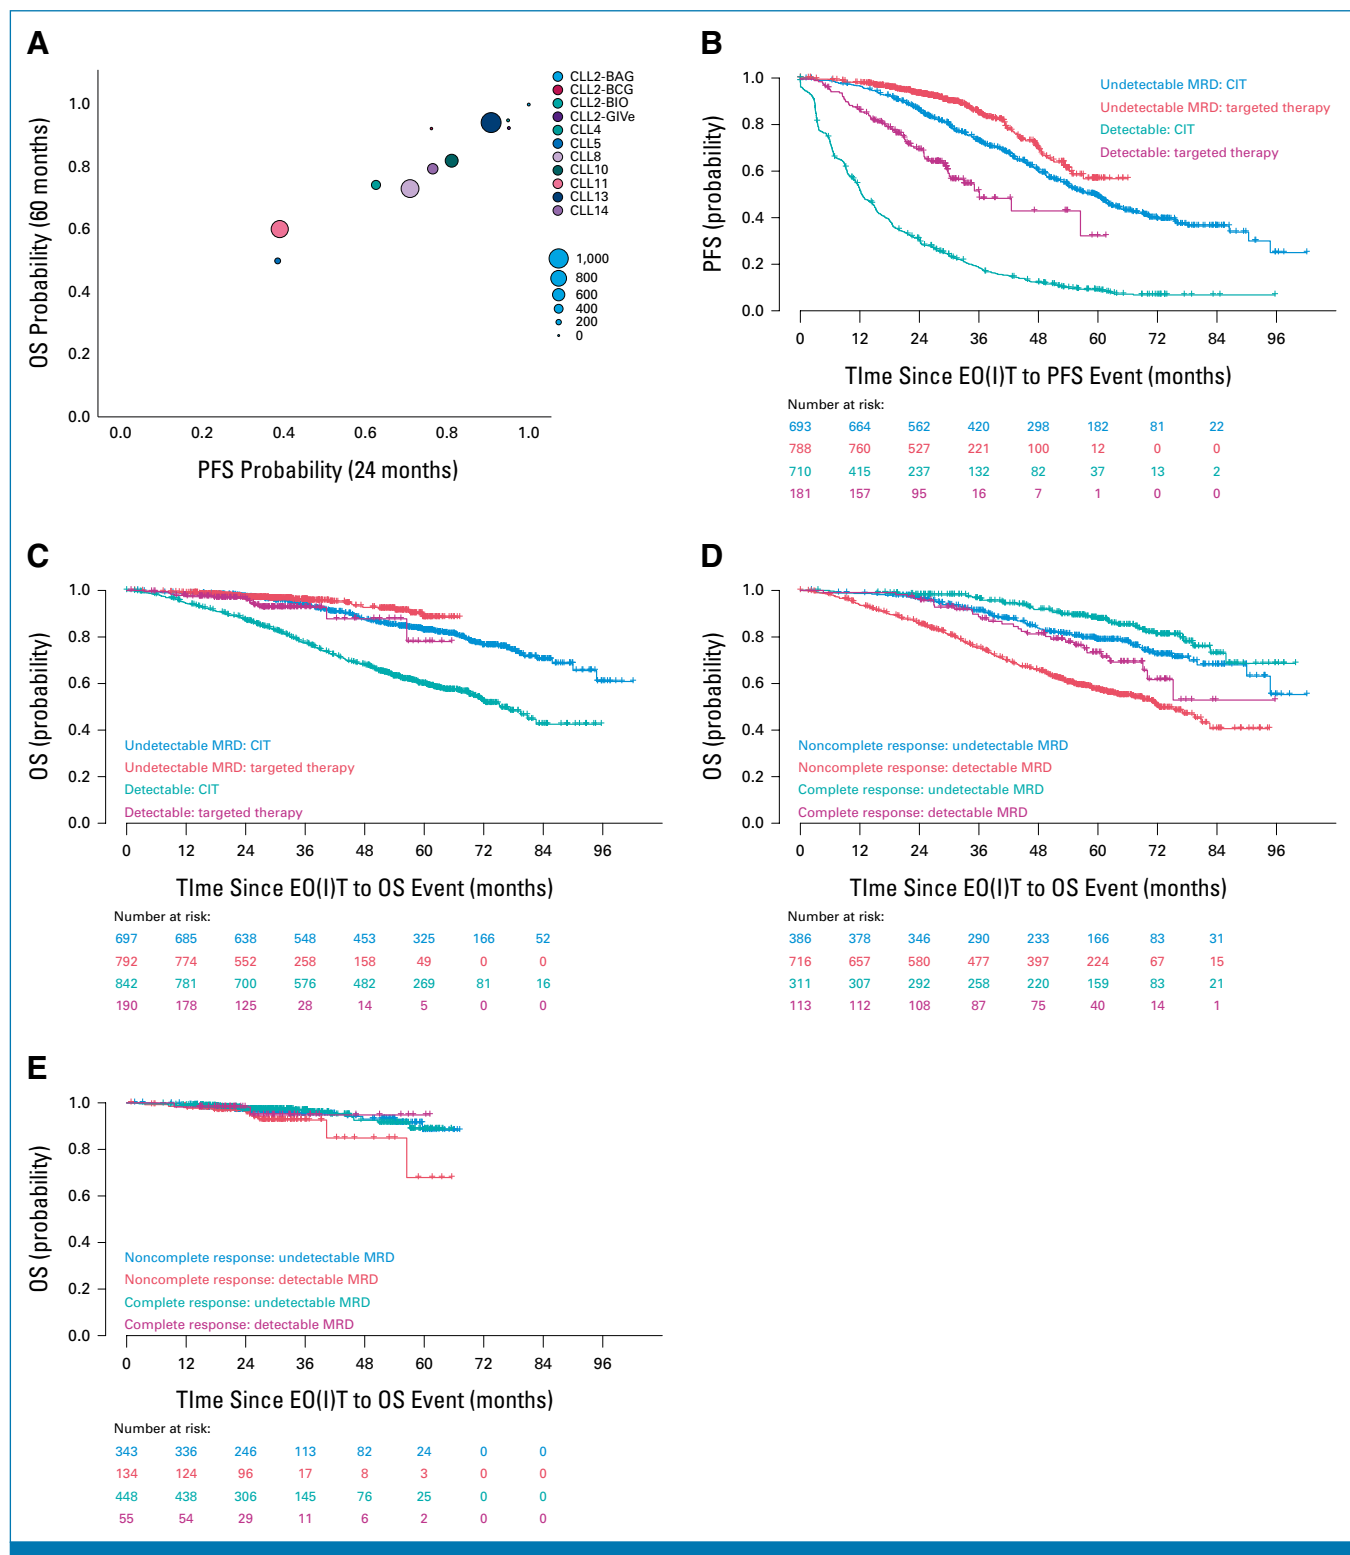 A
OS Probability (60 months)
1.0
0.8
0.6
0.4
0.2
0.0
0.0 0.2 0.4 0.6 0.8 1.0
PFS Probability (24 months)
CLL2-BAG
CLL2-BCG
CLL2-BIO
CLL2-GIVe
CLL4
CLL5
CLL8
CLL10
CLL11
CLL13
CLL14
1,000
800
600
400
200
0
B
PFS (probability)
1.0
0.8
0.6
0.4
0.2
0.0
Undetectable MRD: CIT
Undetectable MRD: targeted therapy
Detectable: CIT
Detectable: targeted therapy
0 12 24 36 48 60 72 84 96
TIme Since EO(I)T to PFS Event (months)
Number at risk:
693 664 562 420 298 182 81 22
788 760 527 221 100 12 0 0
710 415 237 132 82 37 13 2
181 157 95 16 7 1 0 0
C
OS (probability)
1.0
0.8
0.6
0.4
0.2
0.0
Undetectable MRD: CIT
Undetectable MRD: targeted therapy
Detectable: CIT
Detectable: targeted therapy
0 12 24 36 48 60 72 84 96
TIme Since EO(I)T to OS Event (months)
Number at risk:
697 685 638 548 453 325 166 52
792 774 552 258 158 49 0 0
842 781 700 576 482 269 81 16
190 178 125 28 14 5 0 0
D
OS (probability)
1.0
0.8
0.6
0.4
0.2
0.0
Noncomplete response: undetectable MRD
Noncomplete response: detectable MRD
Complete response: undetectable MRD
Complete response: detectable MRD
0 12 24 36 48 60 72 84 96
TIme Since EO(I)T to OS Event (months)
Number at risk:
386 378 346 290 233 166 83 31
716 657 580 477 397 224 67 15
311 307 292 258 220 159 83 21
113 112 108 87 75 40 14 1
E
OS (probability)
1.0
0.8
0.6
0.4
0.2
0.0
Noncomplete response: undetectable MRD
Noncomplete response: detectable MRD
Complete response: undetectable MRD
Complete response: detectable MRD
0 12 24 36 48 60 72 84 96
TIme Since EO(I)T to OS Event (months)
Number at risk:
343 336 246 113 82 24 0 0
134 124 96 17 8 3 0 0
448 438 306 145 76 25 0 0
55 54 29 11 6 2 0 0